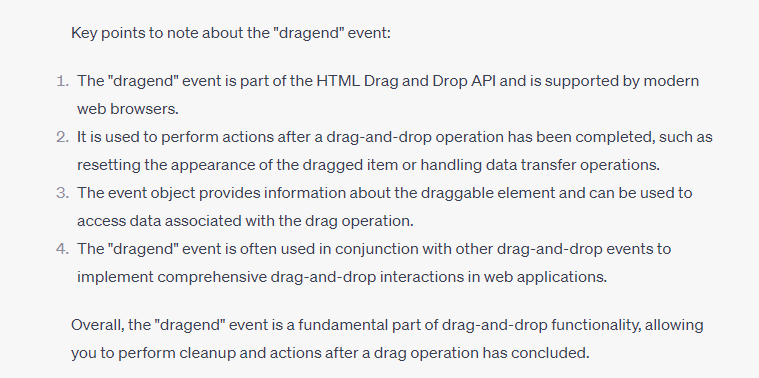 Key points to note about the "dragend" event:
1. The "dragend" event is part of the HTML Drag and Drop API and is supported by modern
web browsers.
2. It is used to perform actions after a drag-and-drop operation has been completed, such as
resetting the appearance of the dragged item or handling data transfer operations.
3. The event object provides information about the draggable element and can be used to
access data associated with the drag operation.
4. The "dragend" event is often used in conjunction with other drag-and-drop events to
implement comprehensive drag-and-drop interactions in web applications.
Overall, the "dragend" event is a fundamental part of drag-and-drop functionality, allowing
you to perform cleanup and actions after a drag operation has concluded.